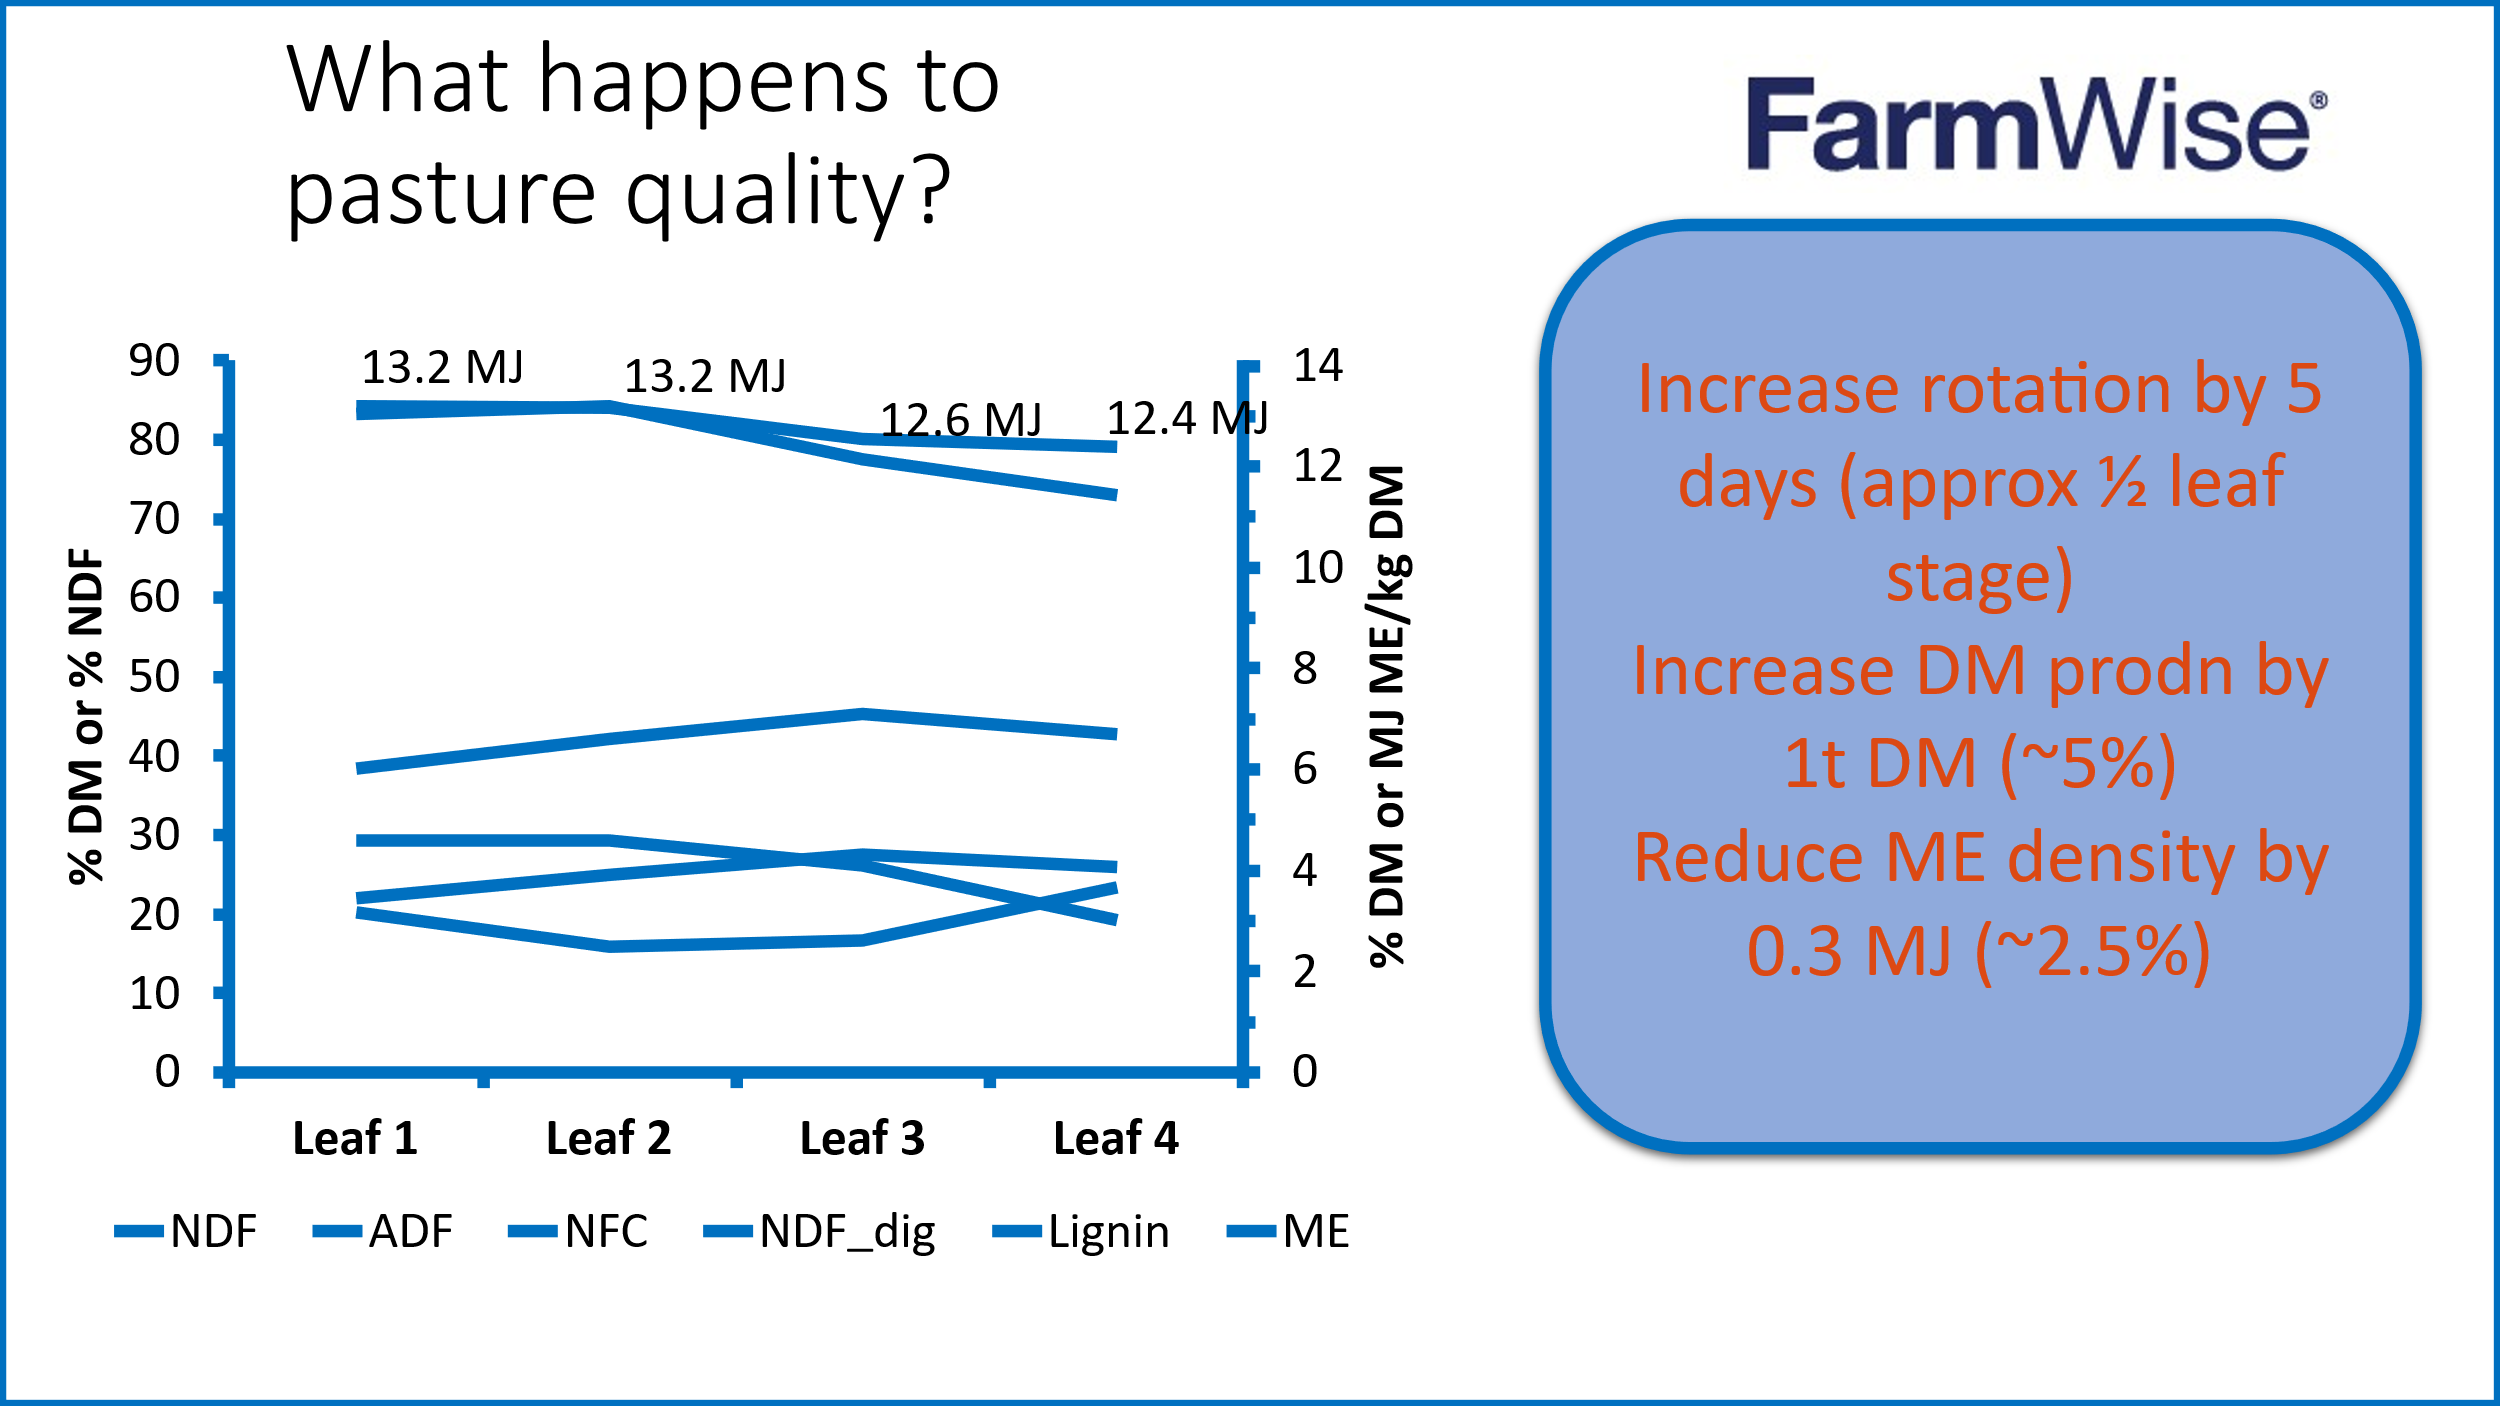 What happens to
pasture quality?
FarmWise®
90
80
70
60
50
40
30
20
10
0
% DM or % NDF
13.2 MJ
13.2 MJ
12.6 MJ
12.4 MJ
14
12
10
8
6
4
2
0
% DM or MJ ME/kg DM
Leaf 1 Leaf 2 Leaf 3 Leaf 4
NDF ADF NFC NDF_dig Lignin ME
Increase rotation by 5
days (approx ½ leaf
stage)
Increase DM prodn by
1t DM (~5%)
Reduce ME density by
0.3 MJ (~2.5%)